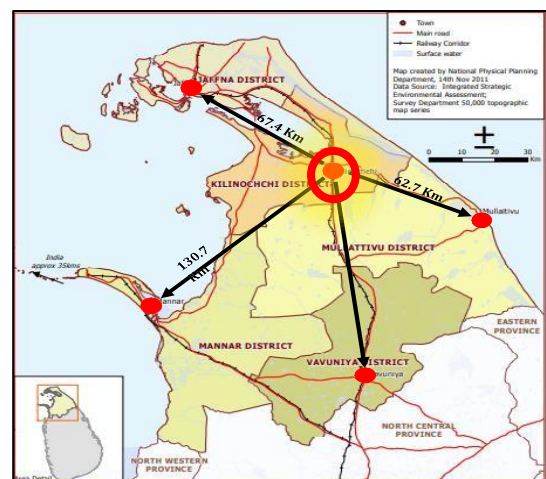 Town
Main road
Railway Corridor
Surface water
Map created by National Physical Planning
Department, 14th Nov 2011
Data Source: Integrated Strategic
Environmental Assessment;
Survey Department 50,000 topographic
map series
0 10 20 30
KM
JAFFNA DISTRICT
67.4 Km
KILINOCHCHI DISTRICT
62.7 Km
Mullaitivu
MULLAITIVU DISTRICT
130.7
Km
India
approx 35kms
MANNAR DISTRICT
EASTERN
PROVINCE
VAVUNIYA DISTRICT
NORTH CENTRAL
PROVINCE
NORTH WESTERN
PROVINCE